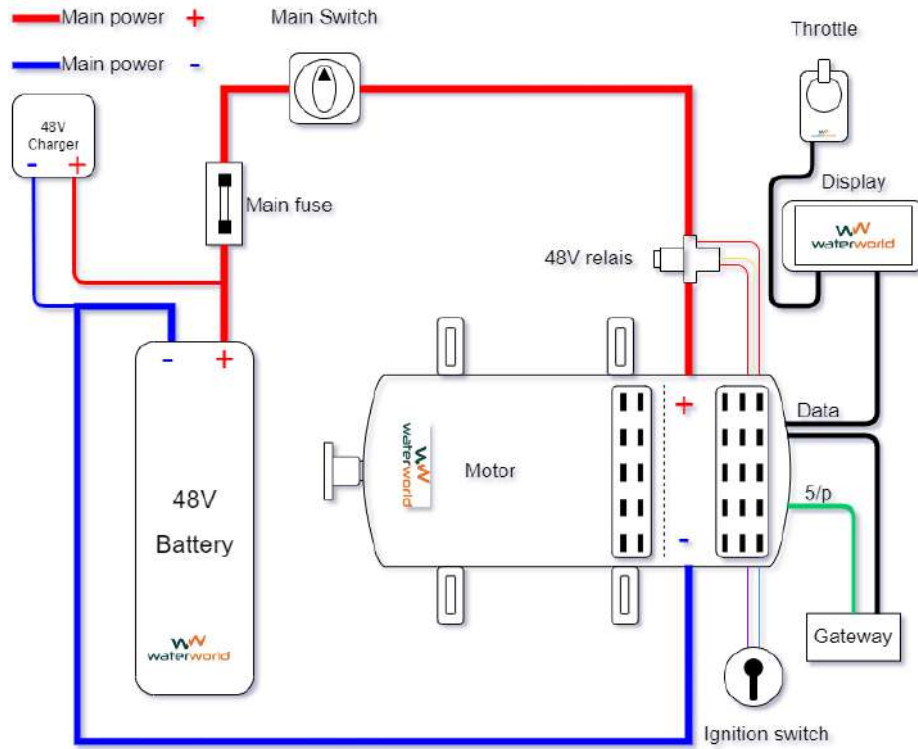 Main power +
Main Switch
Throttle
Main power -
48V
Charger
- +
Display
Main fuse
waterworld
48V relais
- +
+
Data
waterworld
Motor
5/p
48V
Battery
-
waterworld
Gateway
Ignition switch